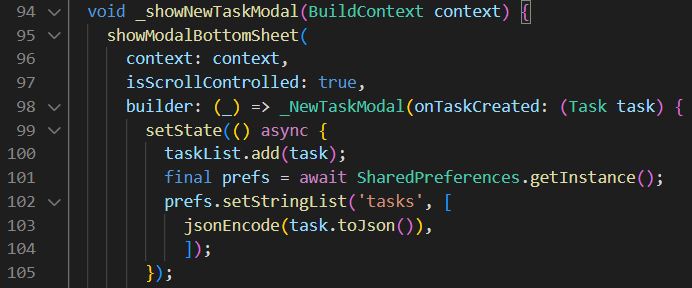 94 void _showNewTaskModal(BuildContext context) {
95 showModalBottomSheet(
96 context: context,
97 isScrollControlled: true,
98 builder: (_) => _NewTaskModal(onTaskCreated: (Task task) {
99 setState(() async {
100 taskList.add(task);
101 final prefs = await SharedPreferences.getInstance();
102 prefs.setStringList('tasks', [
103 jsonEncode(task.toJson()),
104 ]);
105 });